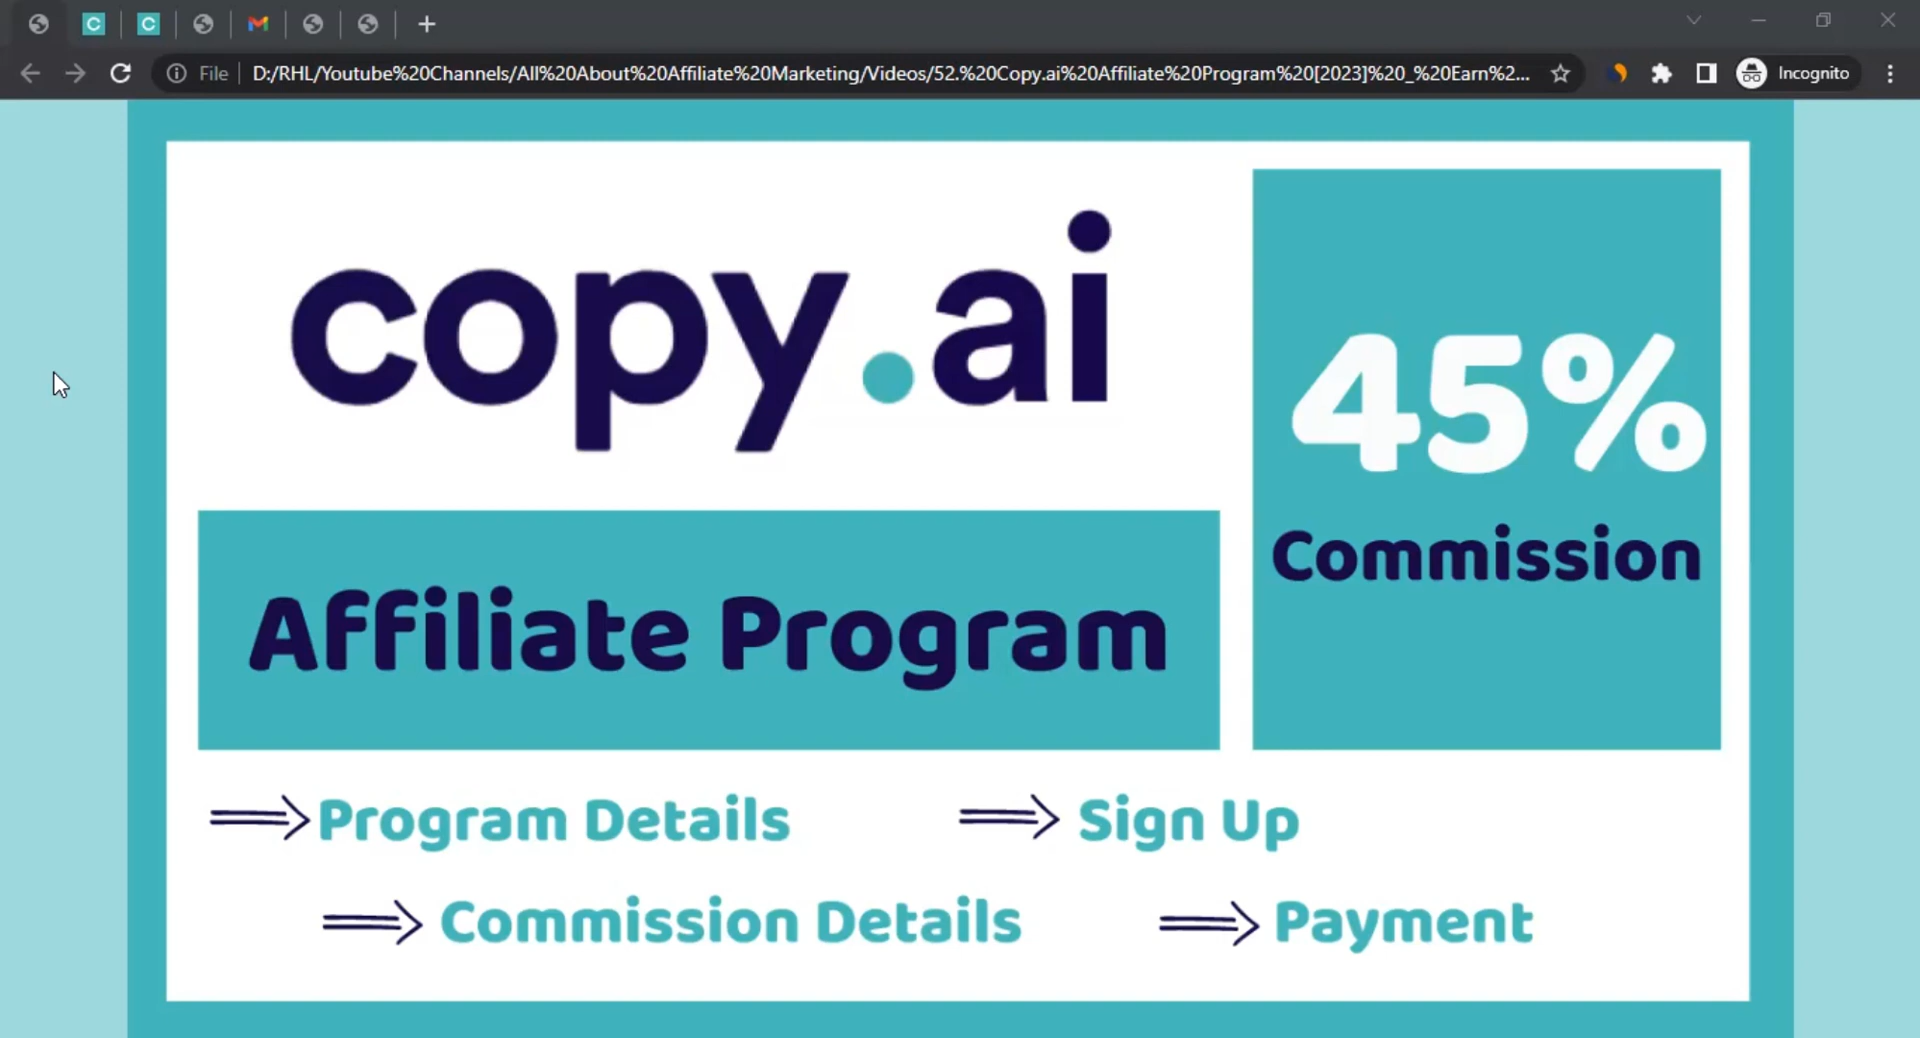 File
D:/RHL/Youtube%20Channels/All%20About%20Affiliate%20Marketing/Videos/52.%20Copy.ai%20Affiliate%20Program%20[2023]%20_%20Earn%2...
Incognito
copy.ai
45%
Commission
Affiliate Program
Program Details
Sign Up
Commission Details
Payment